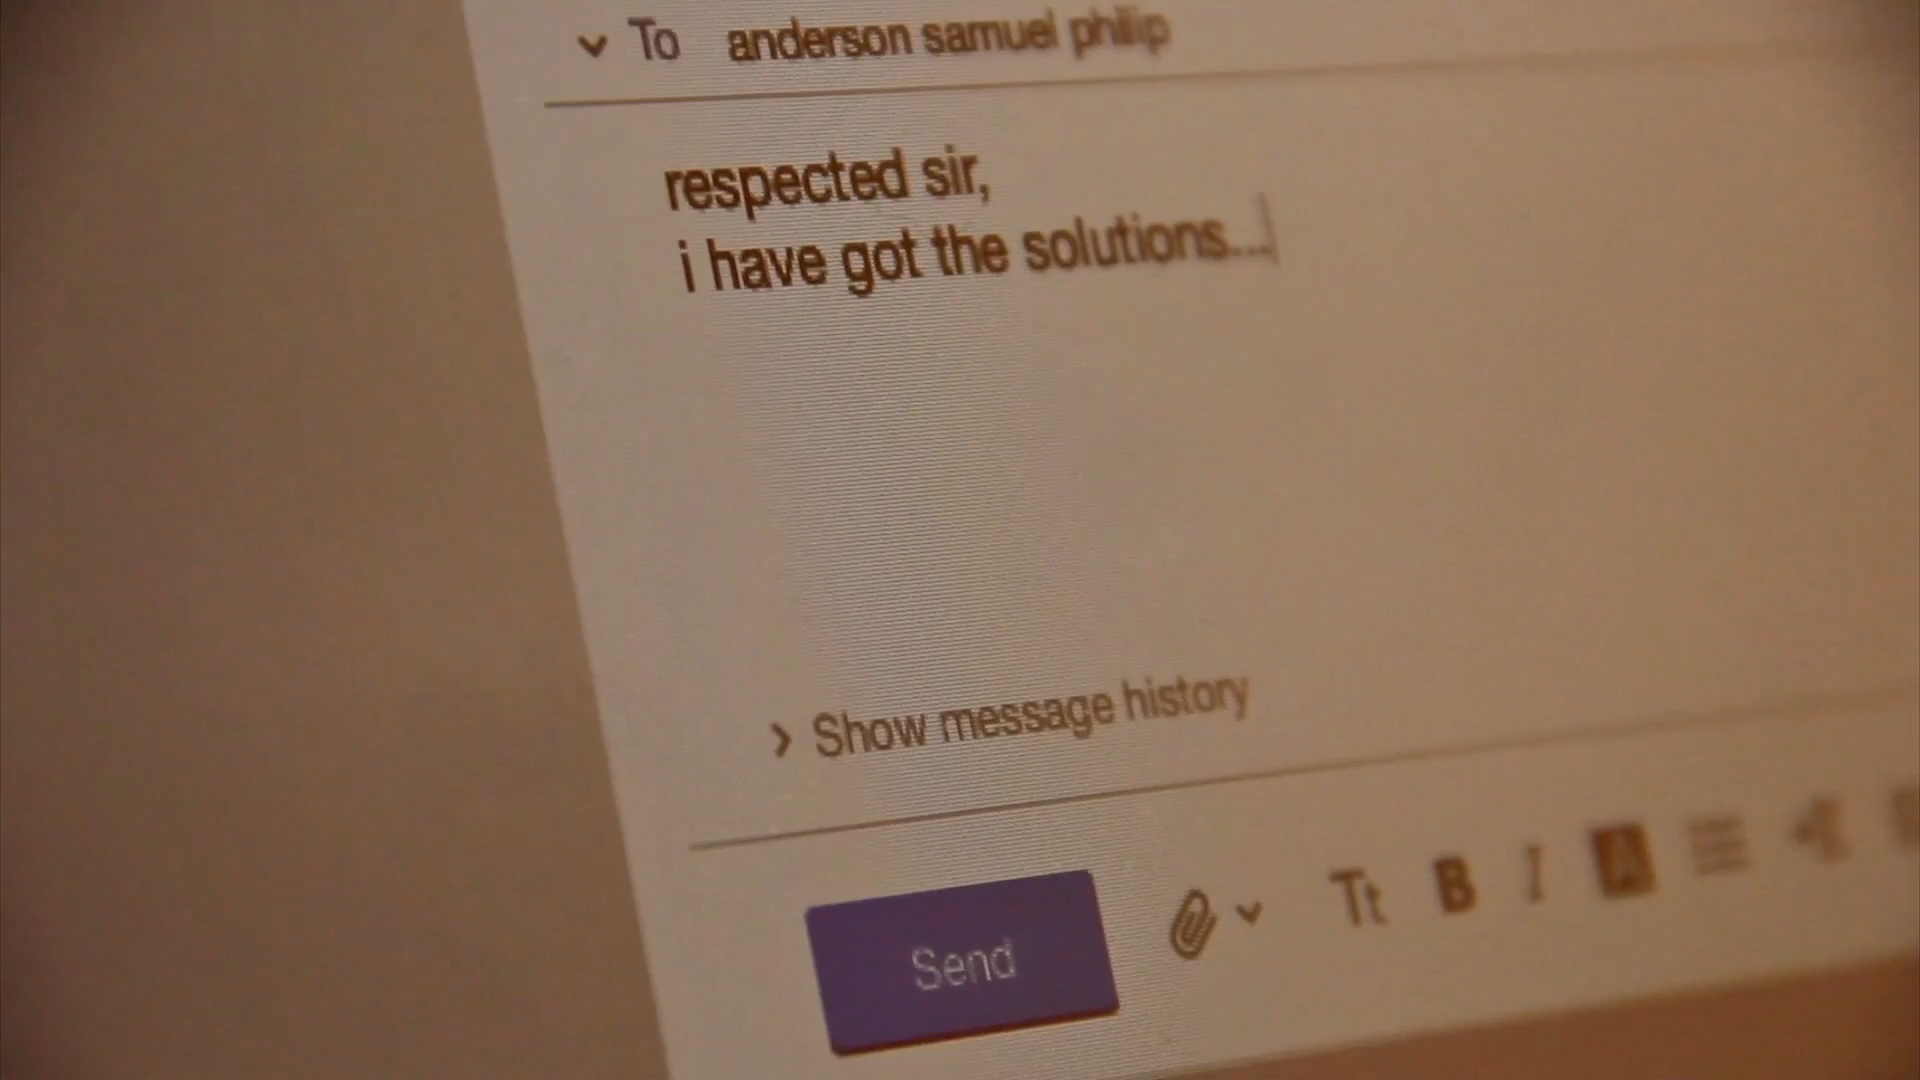 To anderson samuel philip
respected sir,
i have got the solutions....
Show message history
Send
Tt B I A